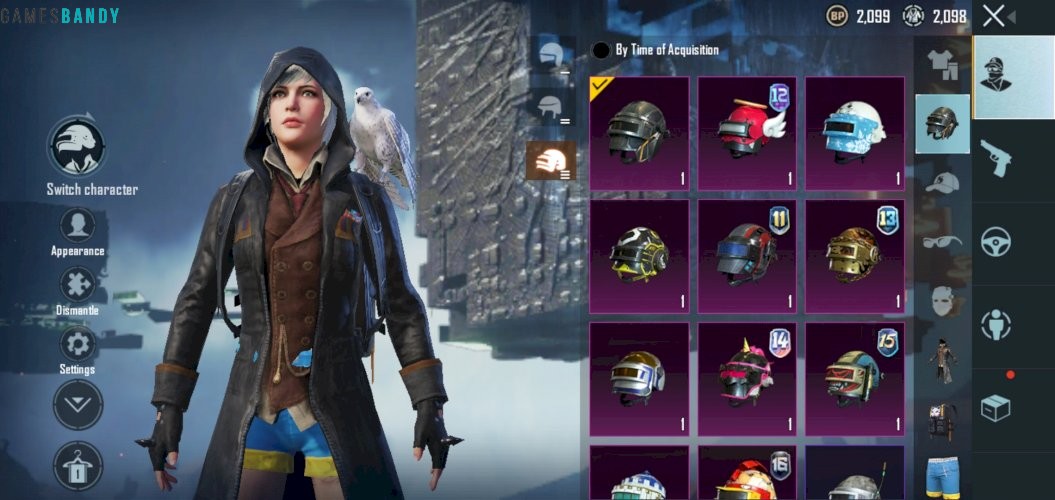 GAMESBANDY
BP 2,099 2,098
By Time of Acquisition
12
1 1 1
Switch character
11 13
Appearance
1 1 1
Dismantle
14 15
Settings
1 1 1
16